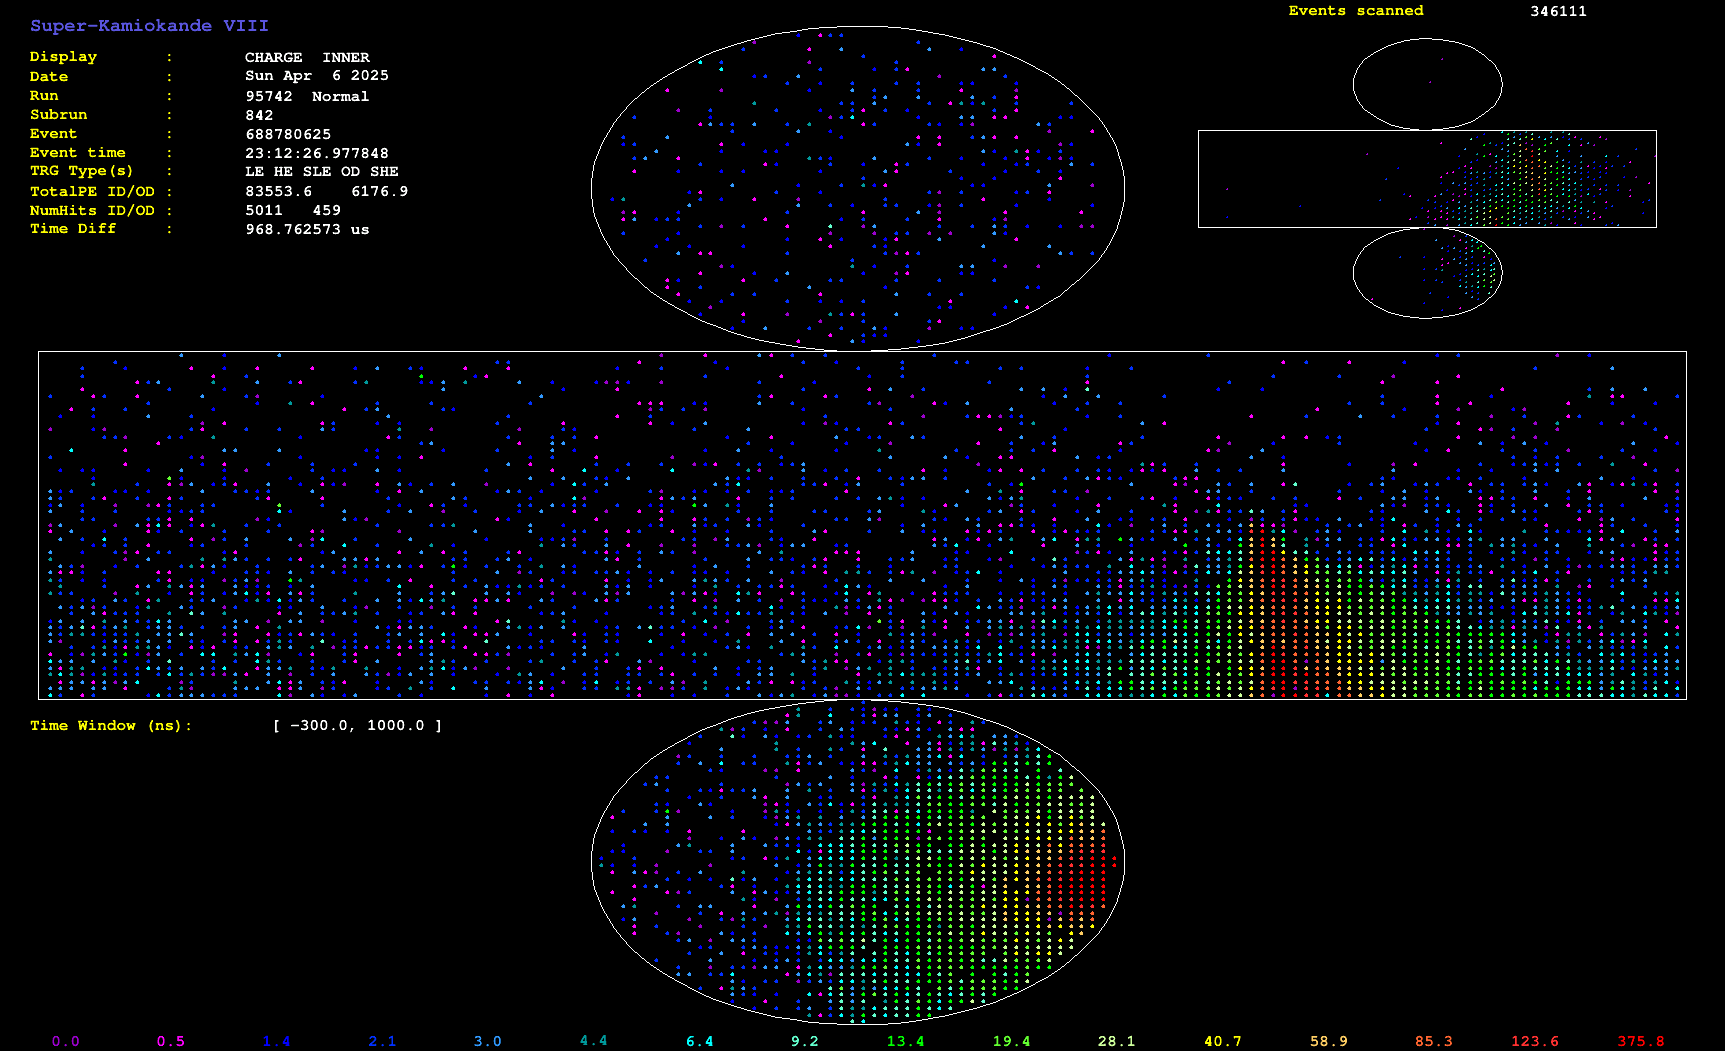 Super-Kamiokande VIII
Events scanned 346111
Display : CHARGE INNER
Date : Sun Apr 6 2025
Run : 95742 Normal
Subrun : 842
Event : 688780625
Event time : 23:12:26.977848
TRG Type(s) : LE HE SLE OD SHE
TotalPE ID/OD : 83553.6 6176.9
NumHits ID/OD : 5011 459
Time Diff : 968.762573 us
Time Window (ns): [ -300.0, 1000.0 ]
0.0 0.5 1.4 2.1 3.0 4.4 6.4 9.2 13.4 19.4 28.1 40.7 58.9 85.3 123.6 375.8